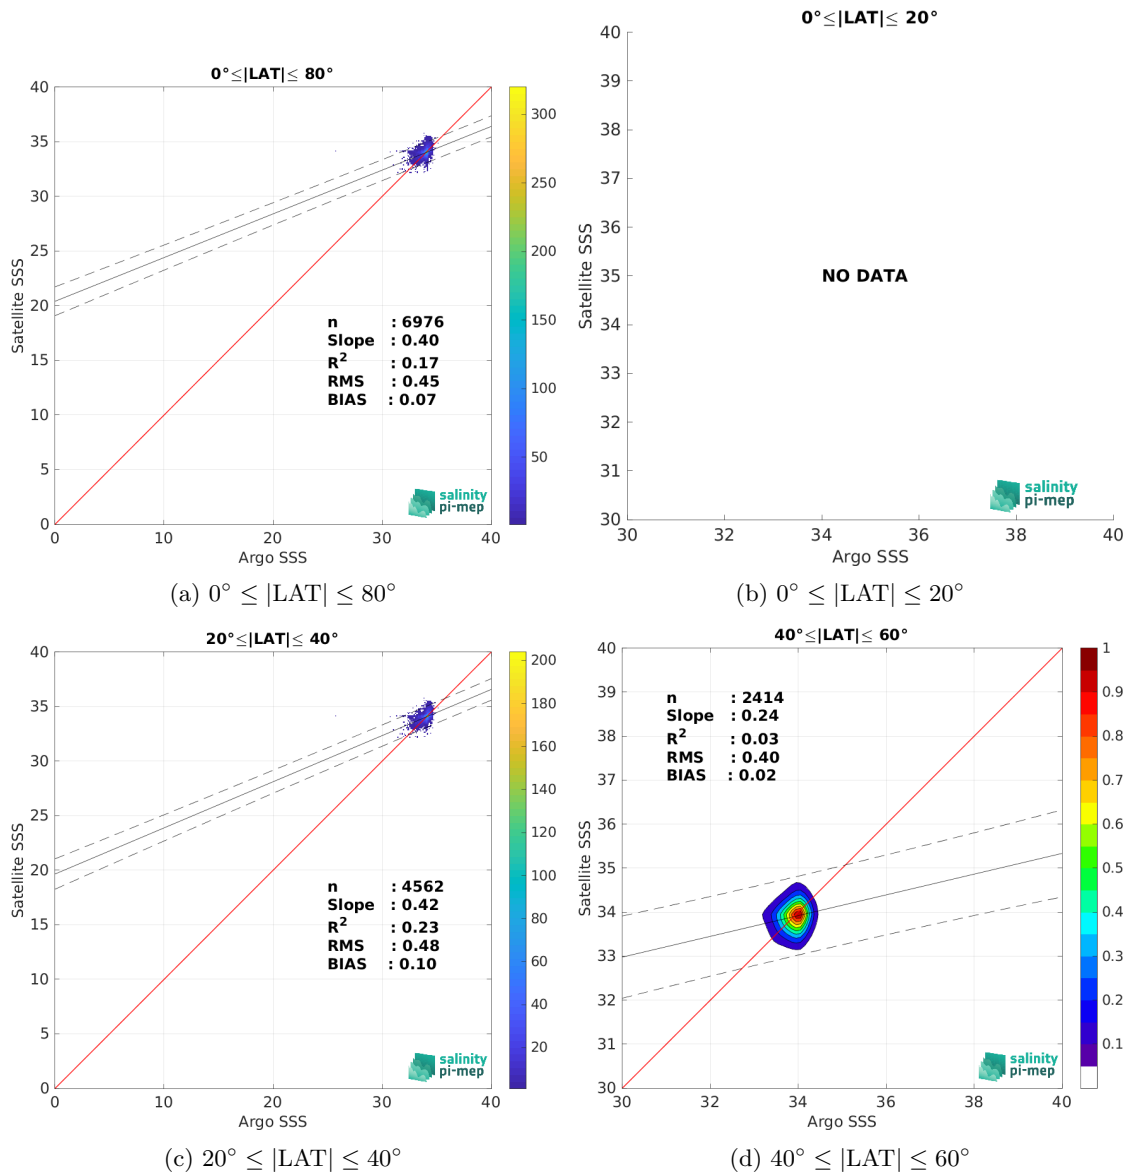 0°≤|LAT|≤ 80°
40
35
30
25
20
15
10
5
0
Satellite SSS
n : 6976
Slope : 0.40
R² : 0.17
RMS : 0.45
BIAS : 0.07
salinity
pi-mep
0 10 20 30 40
Argo SSS
300
250
200
150
100
50
(a) 0° ≤ |LAT| ≤ 80°
0°≤|LAT|≤ 20°
40
39
38
37
36
35
34
33
32
31
30
Satellite SSS
NO DATA
salinity
pi-mep
30 32 34 36 38 40
Argo SSS
(b) 0° ≤ |LAT| ≤ 20°
20°≤|LAT|≤ 40°
40
35
30
25
20
15
10
5
0
Satellite SSS
n : 4562
Slope : 0.42
R² : 0.23
RMS : 0.48
BIAS : 0.10
salinity
pi-mep
0 10 20 30 40
Argo SSS
200
180
160
140
120
100
80
60
40
20
(c) 20° ≤ |LAT| ≤ 40°
40°≤|LAT|≤ 60°
40
39
38
37
36
35
34
33
32
31
30
Satellite SSS
n : 2414
Slope : 0.24
R² : 0.03
RMS : 0.40
BIAS : 0.02
salinity
pi-mep
30 32 34 36 38 40
Argo SSS
1
0.9
0.8
0.7
0.6
0.5
0.4
0.3
0.2
0.1
(d) 40° ≤ |LAT| ≤ 60°